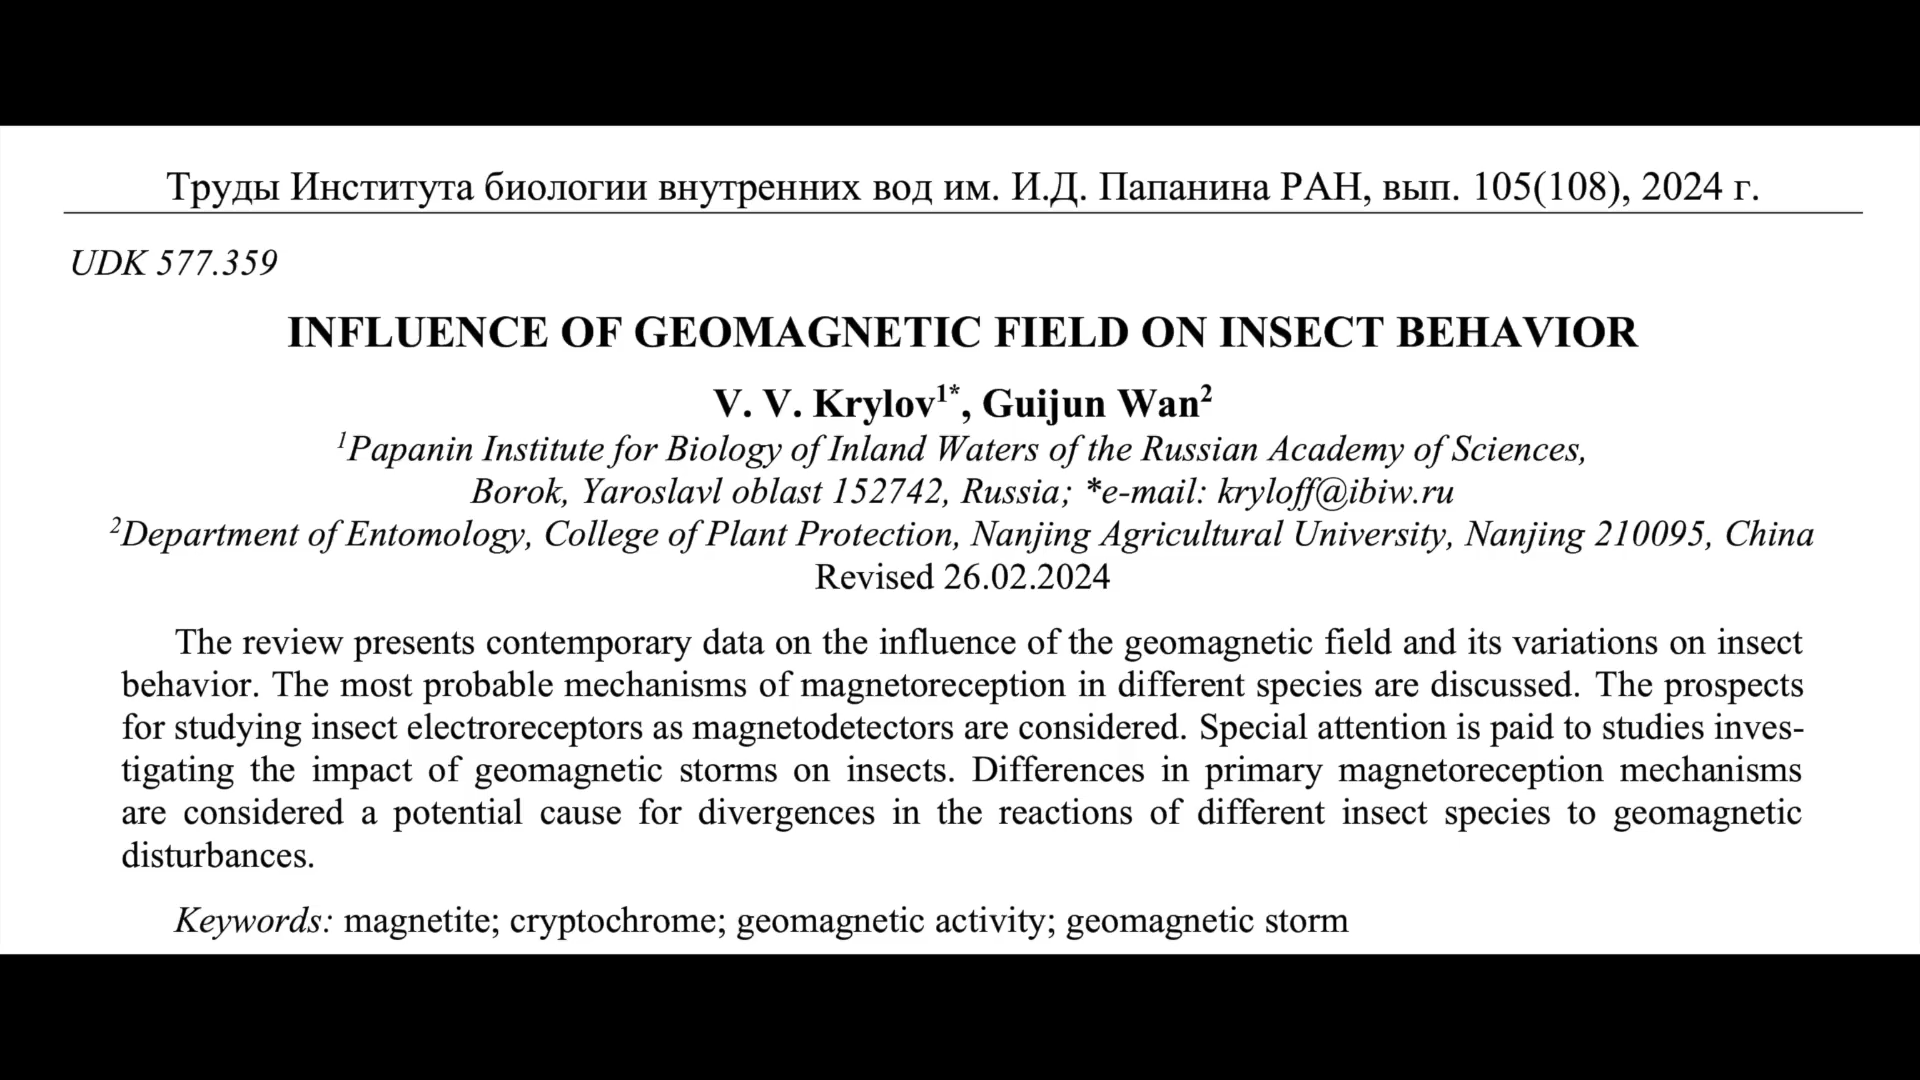 Труды Института биологии внутренних вод им. И.Д. Папанина РАН, вып. 105(108), 2024 г.
UDK 577.359
INFLUENCE OF GEOMAGNETIC FIELD ON INSECT BEHAVIOR
V. V. Krylov1*, Guijun Wan2
1Papanin Institute for Biology of Inland Waters of the Russian Academy of Sciences,
Borok, Yaroslavl oblast 152742, Russia; *e-mail: kryloff@ibiw.ru
2Department of Entomology, College of Plant Protection, Nanjing Agricultural University, Nanjing 210095, China
Revised 26.02.2024
The review presents contemporary data on the influence of the geomagnetic field and its variations on insect
behavior. The most probable mechanisms of magnetoreception in different species are discussed. The prospects
for studying insect electroreceptors as magnetodetectors are considered. Special attention is paid to studies inves-
tigating the impact of geomagnetic storms on insects. Differences in primary magnetoreception mechanisms
are considered a potential cause for divergences in the reactions of different insect species to geomagnetic
disturbances.
Keywords: magnetite; cryptochrome; geomagnetic activity; geomagnetic storm